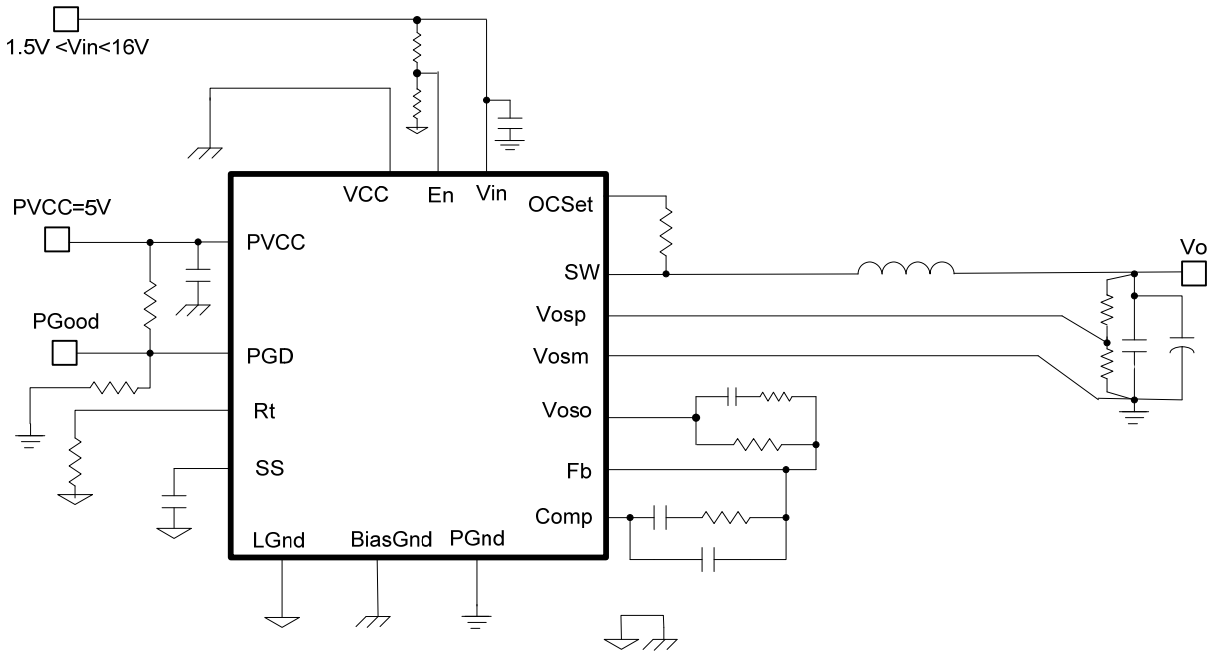 1.5V <Vin<16V
VCC
En
Vin
OCSet
PVCC=5V
PVCC
SW
Vo
Vosp
PGood
PGD
Vosm
Rt
Voso
SS
Fb
Comp
LGnd
BiasGnd
PGnd